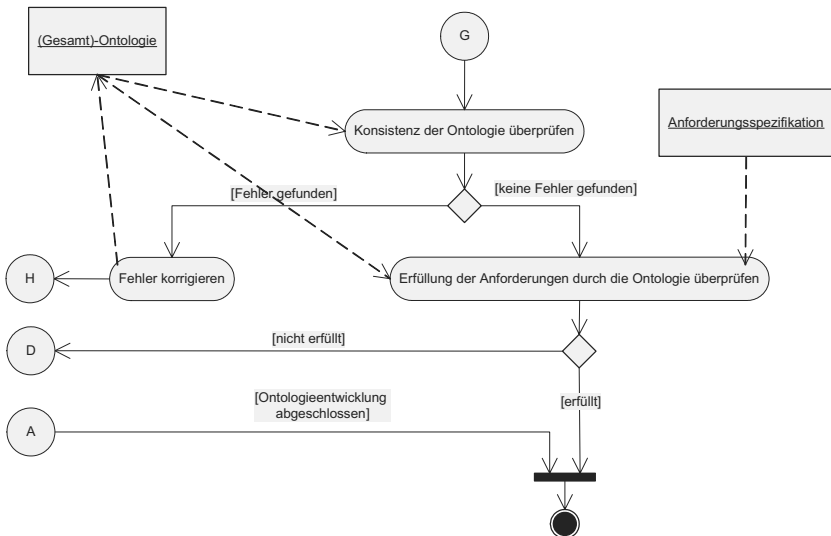 (Gesamt)-Ontologie
G
Konsistenz der Ontologie überprüfen
Anforderungsspezifikation
[Fehler gefunden]
[keine Fehler gefunden]
H
Fehler korrigieren
Erfüllung der Anforderungen durch die Ontologie überprüfen
D
[nicht erfüllt]
A
[Ontologieentwicklung
abgeschlossen]
[erfüllt]